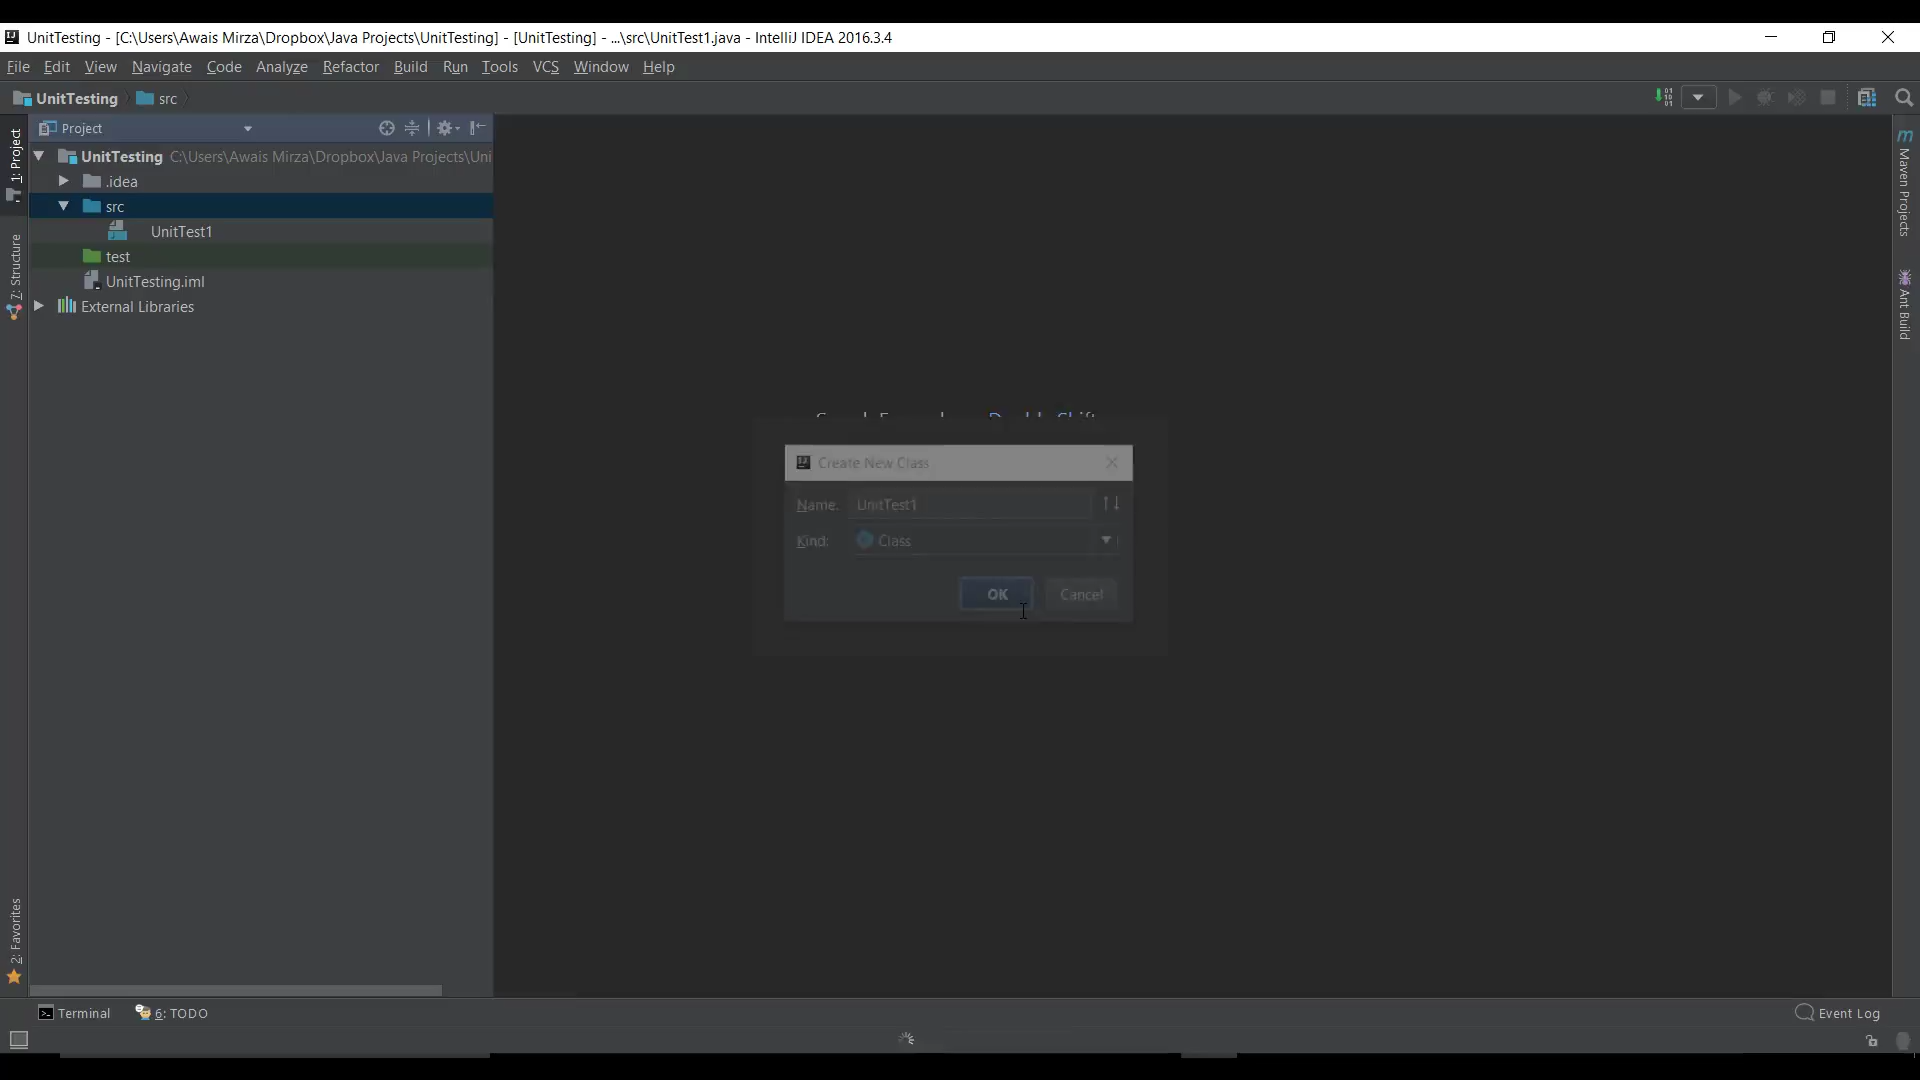 UnitTesting - [C:\Users\Awais Mirza\Dropbox\Java Projects\UnitTesting] - [UnitTesting] - ...\src\UnitTest1.java - IntelliJ IDEA 2016.3.4
File Edit View Navigate Code Analyze Refactor Build Run Tools VCS Window Help
UnitTesting src
Project
UnitTesting C:\Users\Awais Mirza\Dropbox\Java Projects\Uni
.idea
src
UnitTest1
test
UnitTesting.iml
External Libraries
1: Project
7: Structure
2: Favorites
Double Shift
Create New Class
Name: UnitTest1
Kind: Class
OK Cancel
Maven Projects
Ant Build
Terminal 6: TODO Event Log